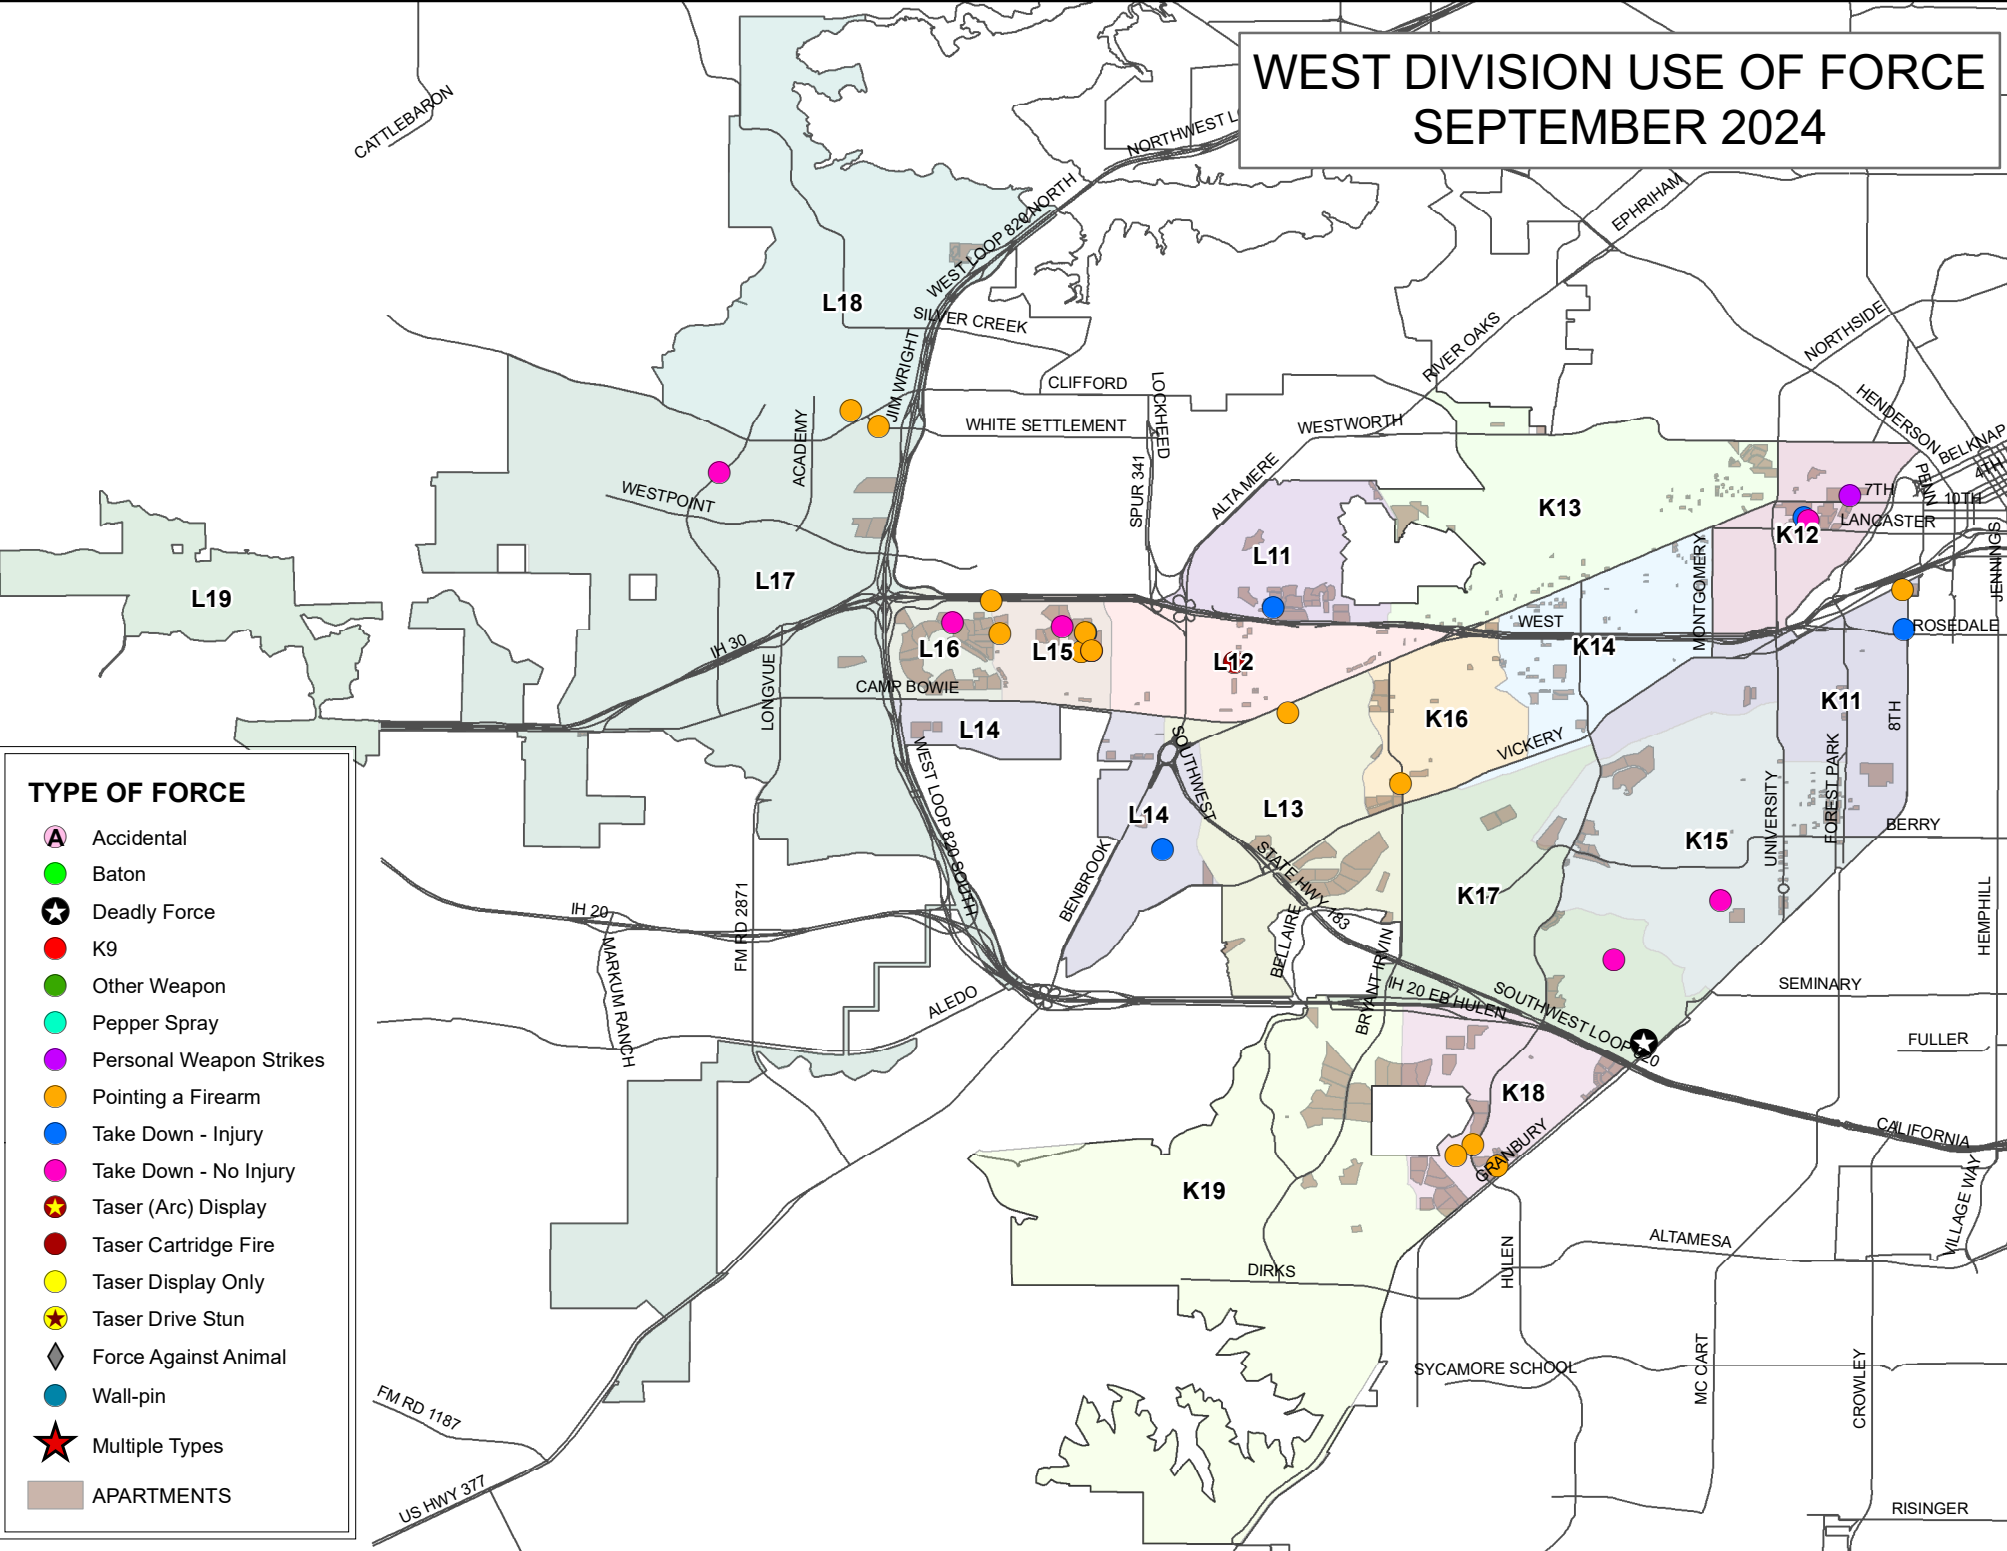 WEST DIVISION USE OF FORCE
SEPTEMBER 2024
CATTLEBARON
NORTHWEST L
WEST LOOP 820 NORTH
EPHRIHAM
L18
SILVER CREEK
JIM WRIGHT
RIVER OAKS
NORTHSIDE
CLIFFORD
LOCKHEED
WHITE SETTLEMENT
WESTWORTH
HENDERSON
BELKNAP
4TH
ACADEMY
WESTPOINT
SPUR 341
ALTA MERE
K13
PENN
7TH
10TH
LANCASTER
K12
L11
MONTGOMERY
JENNINGS
L17
L19
WEST
K14
ROSEDALE
IH 30
L16
L15
L12
LONGVUE
CAMP BOWIE
L14
K16
K11
8TH
VICKERY
WEST LOOP 820 SOUTH
SOUTHWEST
L14
L13
UNIVERSITY
FOREST PARK
K15
BERRY
BENBROOK
STATE HWY 183
K17
IH 20
FM RD 2871
MARKUM RANCH
BELLAIRE
BRYANT IRVIN
HEMPHILL
ALEDO
IH 20 EB HULEN
SOUTHWEST LOOP 820
SEMINARY
FULLER
K18
GRANBURY
CALIFORNIA
VILLAGE WAY
K19
HULEN
ALTAMESA
DIRKS
SYCAMORE SCHOOL
MC CART
CROWLEY
FM RD 1187
US HWY 377
RISINGER
TYPE OF FORCE
A Accidental
Baton
Deadly Force
K9
Other Weapon
Pepper Spray
Personal Weapon Strikes
Pointing a Firearm
Take Down - Injury
Take Down - No Injury
Taser (Arc) Display
Taser Cartridge Fire
Taser Display Only
Taser Drive Stun
Force Against Animal
Wall-pin
Multiple Types
APARTMENTS